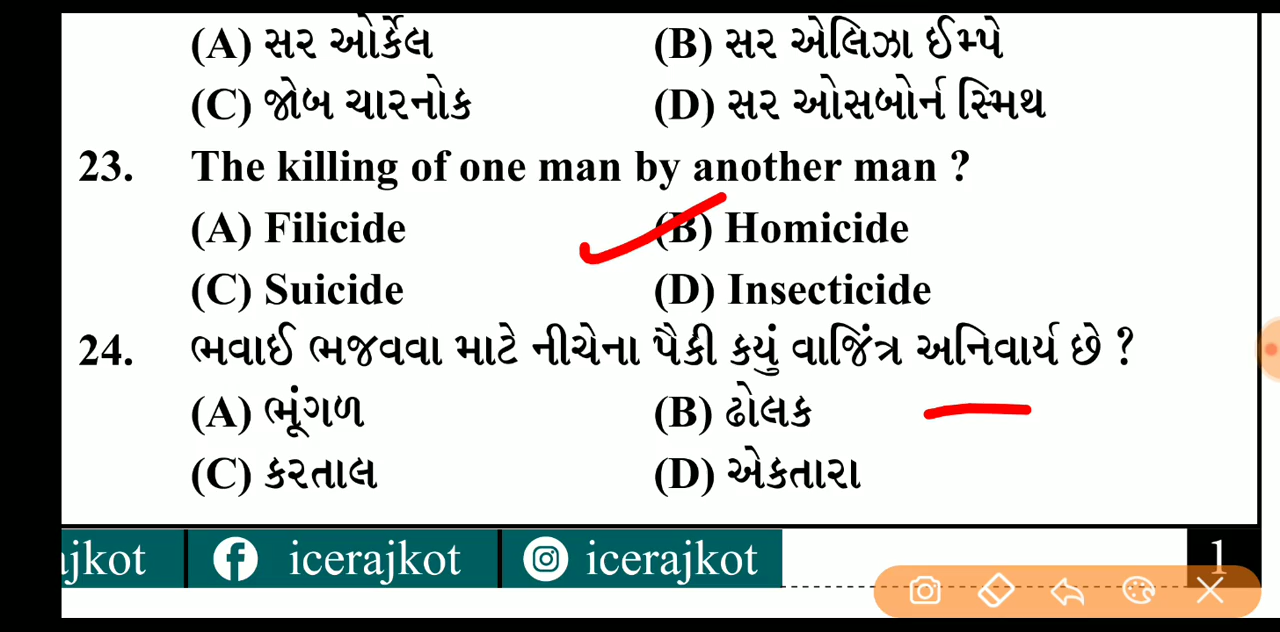 (A) સર ઓર્કેલ (B) સર એલિઝા ઈમ્પે
(C) જોબ ચારનોક (D) સર ઓસબોર્ન સ્મિથ
23. The killing of one man by another man ?
(A) Filicide (B) Homicide
(C) Suicide (D) Insecticide
24. ભવાઈ ભજવવા માટે નીચેના પૈકી કયું વાજિંત્ર અનિવાર્ય છે ?
(A) ભૂંગળ (B) ઢોલક
(C) કરતાલ (D) એકતારા
ajkot icerajkot icerajkot 1